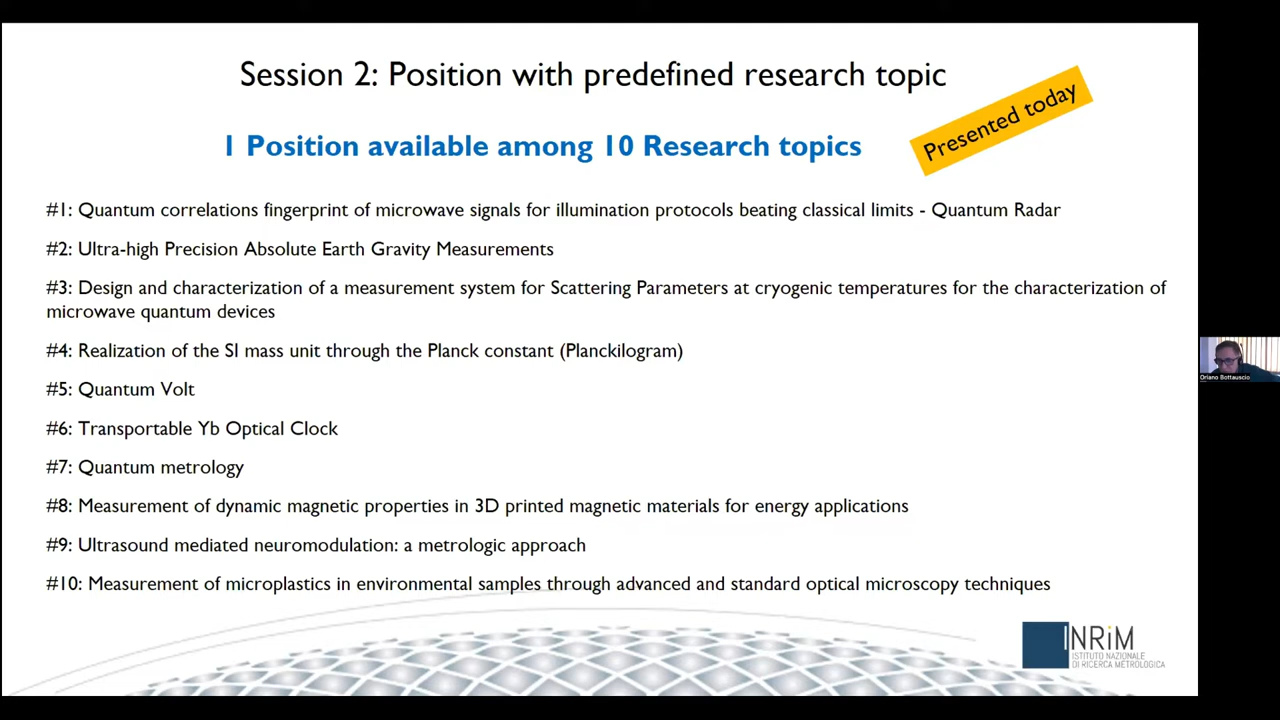 Session 2: Position with predefined research topic
Presented today
1 Position available among 10 Research topics
#1: Quantum correlations fingerprint of microwave signals for illumination protocols beating classical limits - Quantum Radar
#2: Ultra-high Precision Absolute Earth Gravity Measurements
#3: Design and characterization of a measurement system for Scattering Parameters at cryogenic temperatures for the characterization of
microwave quantum devices
#4: Realization of the SI mass unit through the Planck constant (Planckilogram)
#5: Quantum Volt
#6: Transportable Yb Optical Clock
#7: Quantum metrology
#8: Measurement of dynamic magnetic properties in 3D printed magnetic materials for energy applications
#9: Ultrasound mediated neuromodulation: a metrologic approach
#10: Measurement of microplastics in environmental samples through advanced and standard optical microscopy techniques
INRiM
ISTITUTO NAZIONALE
DI RICERCA METROLOGICA
Oriano Bottauscio